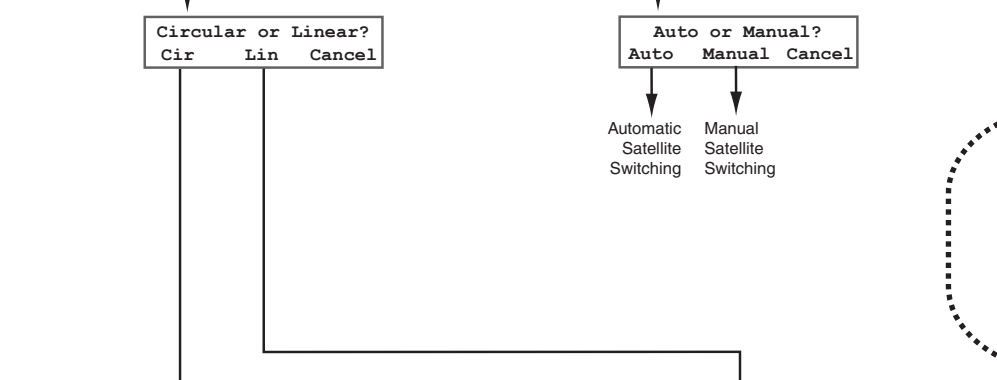 Circular or Linear?
Cir Lin Cancel
Auto or Manual?
Auto Manual Cancel
Automatic
Satellite
Switching
Manual
Satellite
Switching